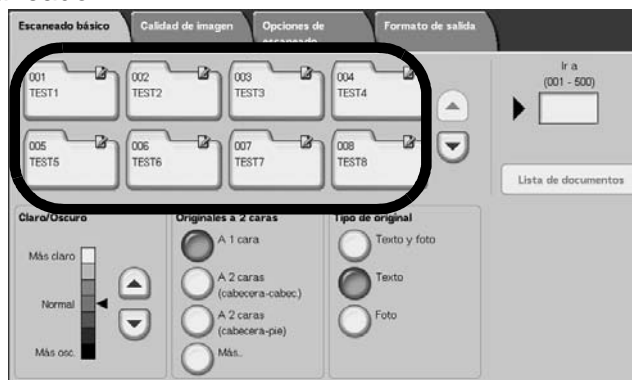 Escaneado básico
Calidad de imagen
Opciones de
escaneado
Formato de salida
001
TEST1
002
TEST2
003
TEST3
004
TEST4
005
TEST5
006
TEST6
007
TEST7
008
TEST8
Ir a
(001 - 500)
Lista de documentos
Claro/Oscuro
Más claro
Normal
Más osc.
Originales a 2 caras
A 1 cara
A 2 caras
(cabecera-cabec.)
A 2 caras
(cabecera-pie)
Más...
Tipo de original
Texto y foto
Texto
Foto